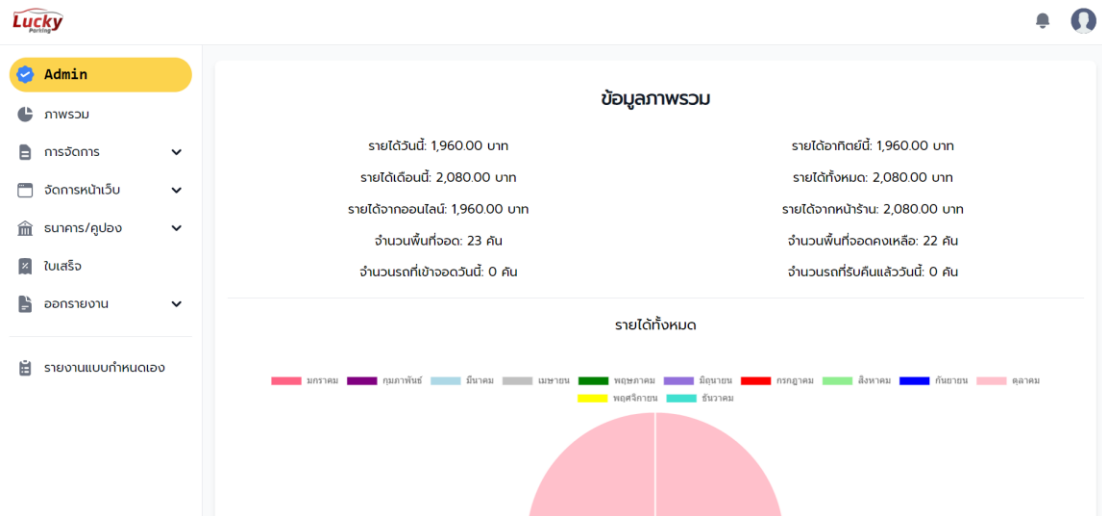 Lucky
Parking
Admin
ภาพรวม
การจัดการ
จัดการหน้าเว็บ
ธนาคาร/คูปอง
ใบเสร็จ
ออกรายงาน
รายงานแบบกำหนดเอง
ข้อมูลภาพรวม
รายได้วันนี้: 1,960.00 บาท
รายได้อาทิตย์นี้: 1,960.00 บาท
รายได้เดือนนี้: 2,080.00 บาท
รายได้ทั้งหมด: 2,080.00 บาท
รายได้จากออนไลน์: 1,960.00 บาท
รายได้จากหน้าร้าน: 2,080.00 บาท
จำนวนพื้นที่จอด: 23 คัน
จำนวนพื้นที่จอดคงเหลือ: 22 คัน
จำนวนรถที่เข้าจอดวันนี้: 0 คัน
จำนวนรถที่รับคืนแล้ววันนี้: 0 คัน
รายได้ทั้งหมด
มกราคม กุมภาพันธ์ มีนาคม เมษายน พฤษภาคม มิถุนายน กรกฎาคม สิงหาคม กันยายน ตุลาคม
พฤศจิกายน ธันวาคม